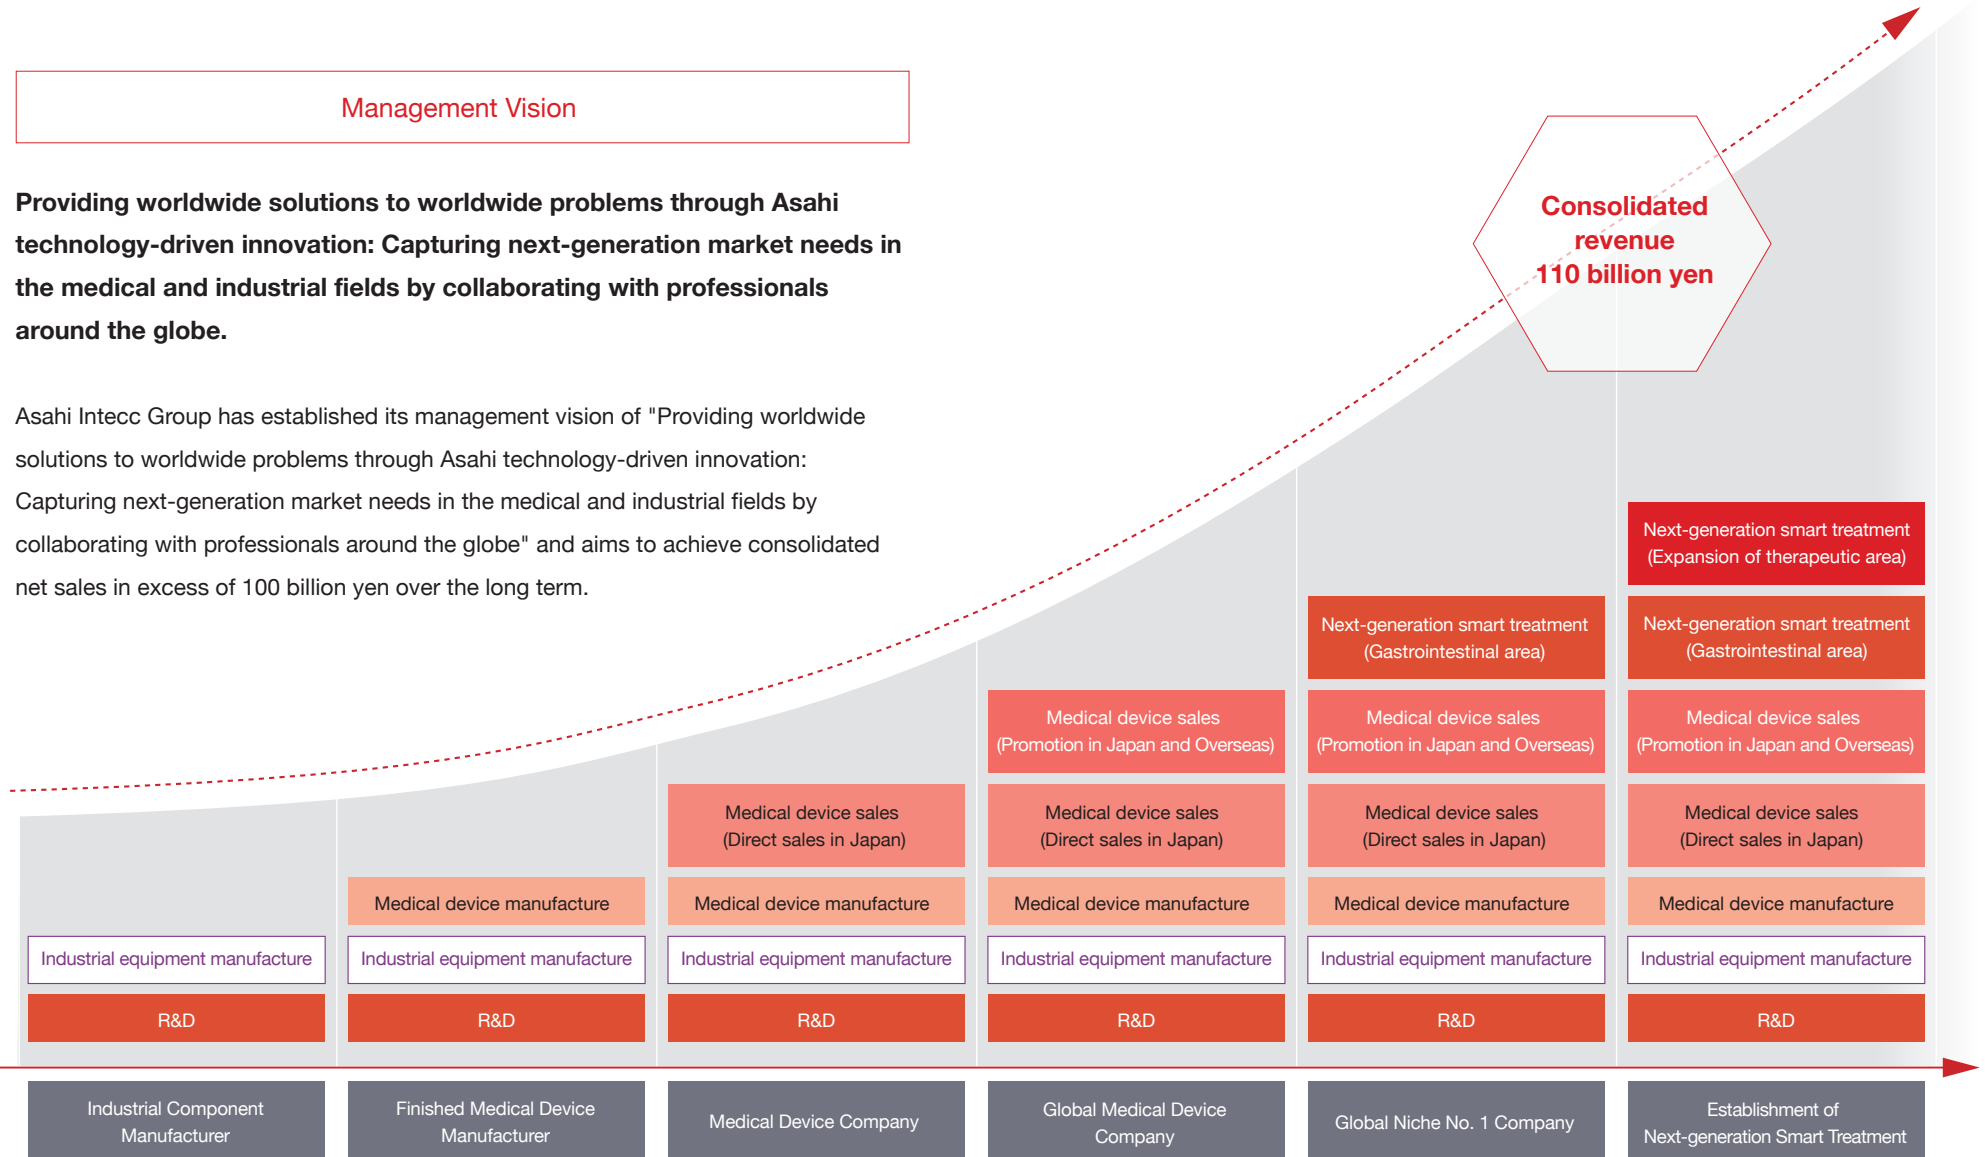 Management Vision
Providing worldwide solutions to worldwide problems through Asahi
technology-driven innovation: Capturing next-generation market needs in
the medical and industrial fields by collaborating with professionals
around the globe.
Asahi Intecc Group has established its management vision of "Providing worldwide
solutions to worldwide problems through Asahi technology-driven innovation:
Capturing next-generation market needs in the medical and industrial fields by
collaborating with professionals around the globe" and aims to achieve consolidated
net sales in excess of 100 billion yen over the long term.
Consolidated
revenue
110 billion yen
Industrial equipment manufacture
R&D
Industrial Component
Manufacturer
Medical device manufacture
Industrial equipment manufacture
R&D
Finished Medical Device
Manufacturer
Medical device sales
(Direct sales in Japan)
Medical device manufacture
Industrial equipment manufacture
R&D
Medical Device Company
Medical device sales
(Promotion in Japan and Overseas)
Medical device sales
(Direct sales in Japan)
Medical device manufacture
Industrial equipment manufacture
R&D
Global Medical Device
Company
Next-generation smart treatment
(Gastrointestinal area)
Medical device sales
(Promotion in Japan and Overseas)
Medical device sales
(Direct sales in Japan)
Medical device manufacture
Industrial equipment manufacture
R&D
Global Niche No. 1 Company
Next-generation smart treatment
(Expansion of therapeutic area)
Next-generation smart treatment
(Gastrointestinal area)
Medical device sales
(Promotion in Japan and Overseas)
Medical device sales
(Direct sales in Japan)
Medical device manufacture
Industrial equipment manufacture
R&D
Establishment of
Next-generation Smart Treatment